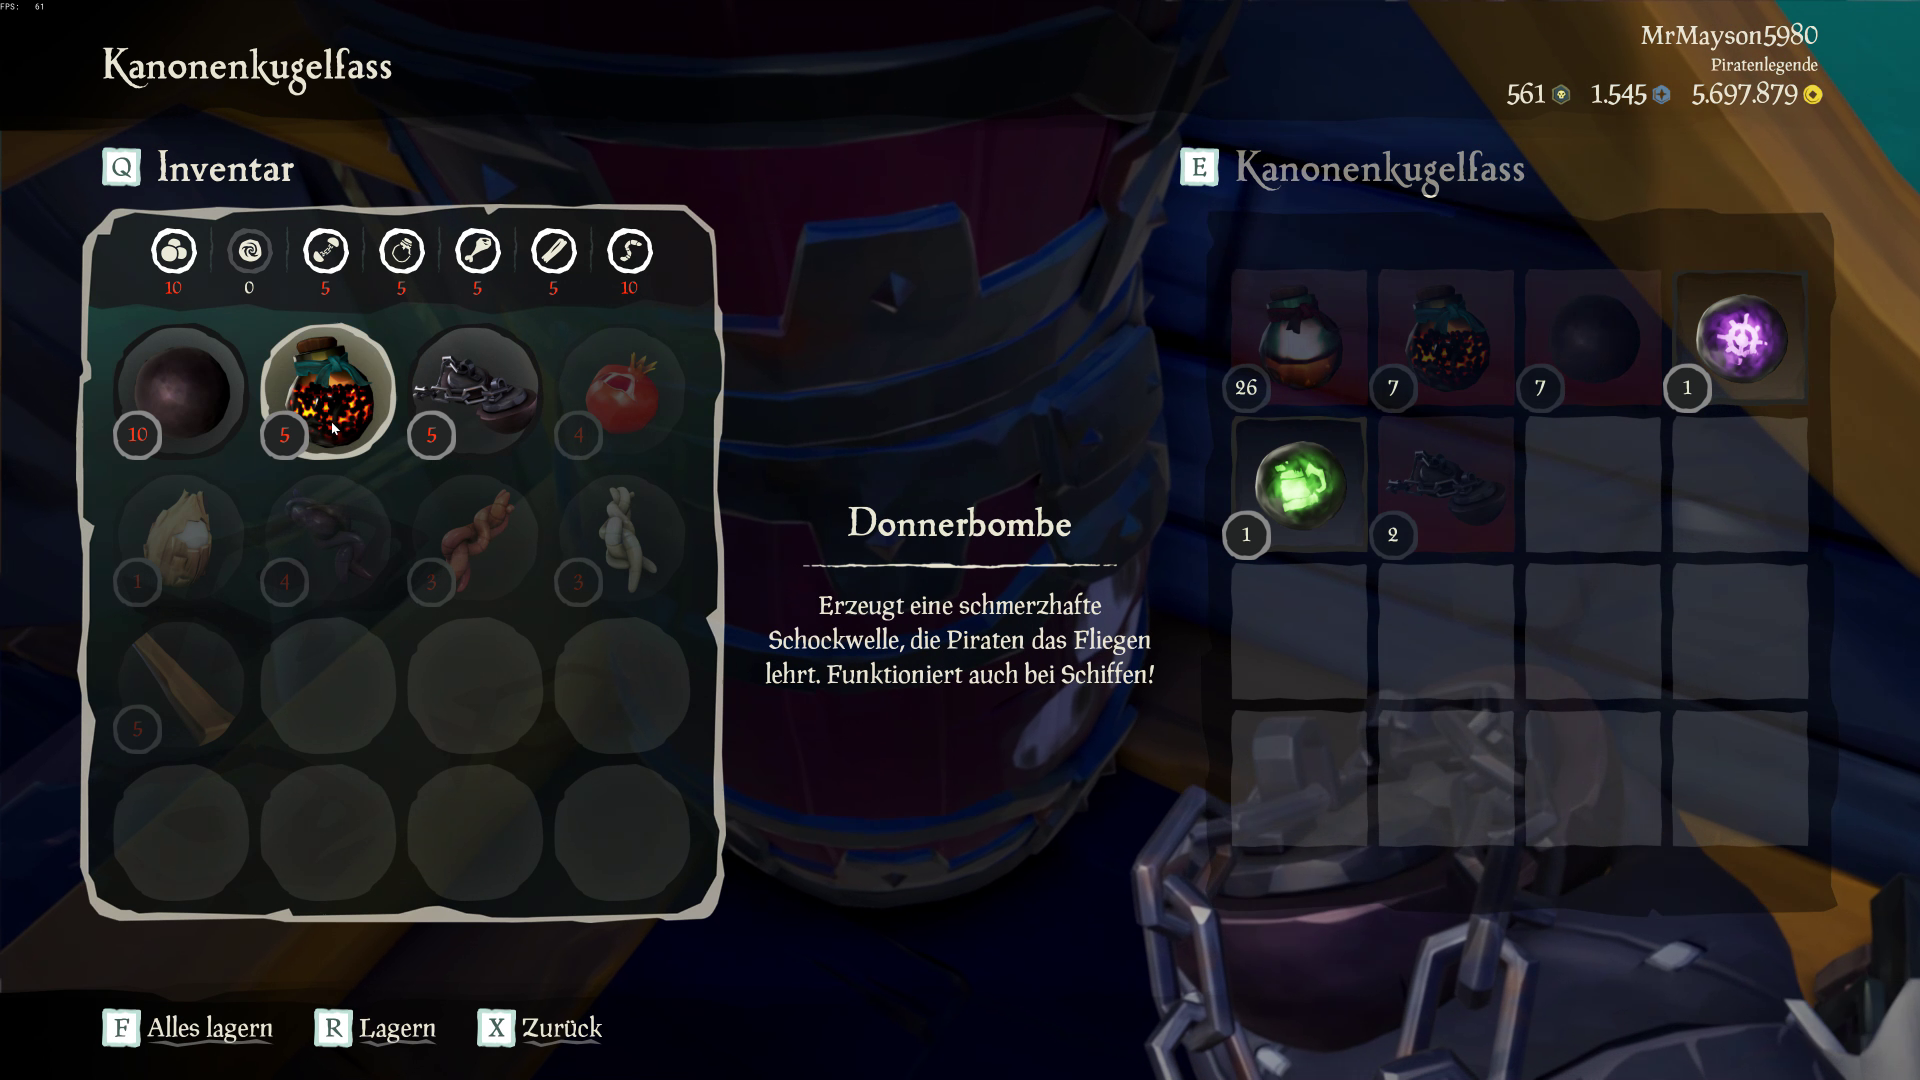 FPS: 61
Kanonenkugelfass
MrMayson5980
Piratenlegende
561 1.545 5.697.879
Q Inventar
E Kanonenkugelfass
10 0 5 5 5 5 10
10 5 5 4
1 4 3 3
5
26 7 7 1
1 2
Donnerbombe
Erzeugt eine schmerzhafte
Schockwelle, die Piraten das Fliegen
lehrt. Funktioniert auch bei Schiffen!
F Alles lagern R Lagern X Zurück